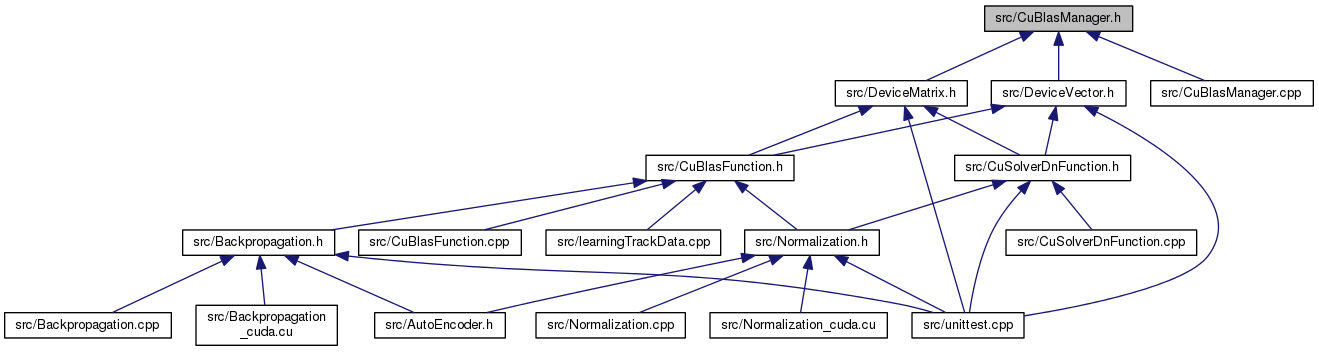 src/CuBlasManager.h
src/DeviceMatrix.h
src/DeviceVector.h
src/CuBlasManager.cpp
src/CuBlasFunction.h
src/CuSolverDnFunction.h
src/Backpropagation.h
src/CuBlasFunction.cpp
src/learningTrackData.cpp
src/Normalization.h
src/CuSolverDnFunction.cpp
src/Backpropagation.cpp
src/Backpropagation
_cuda.cu
src/AutoEncoder.h
src/Normalization.cpp
src/Normalization_cuda.cu
src/unittest.cpp